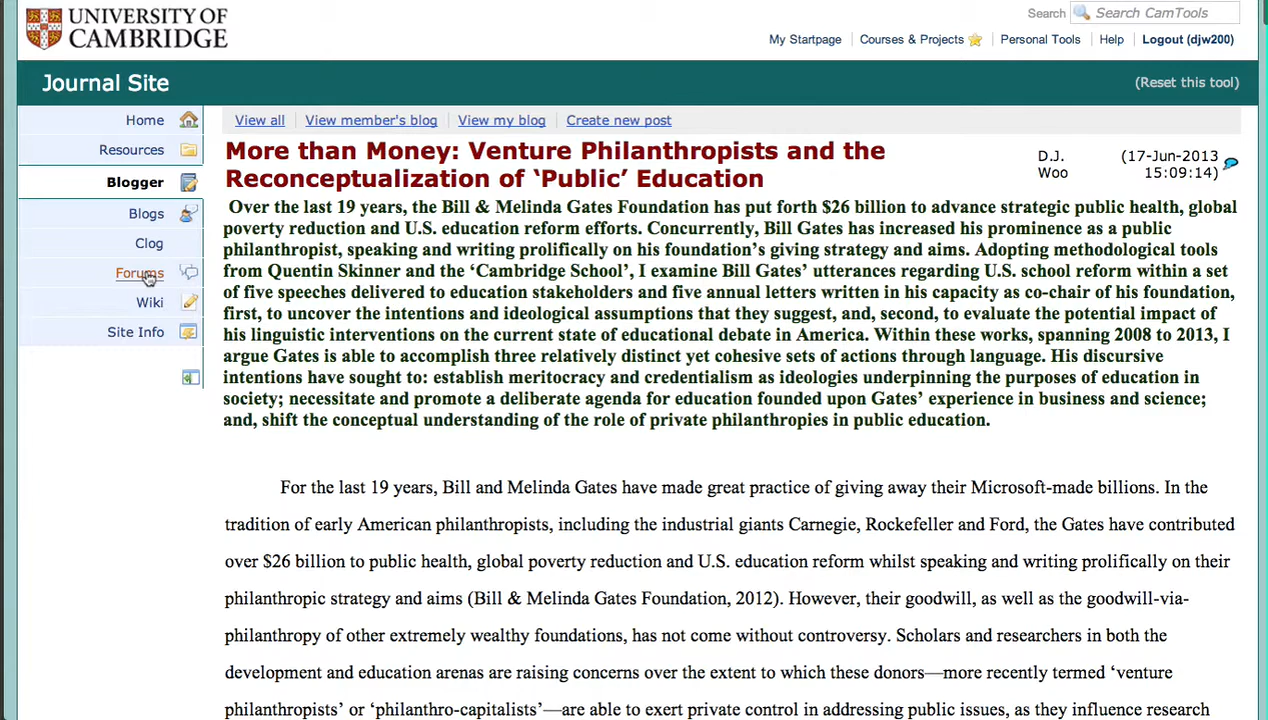 UNIVERSITY OF
CAMBRIDGE
Search Search CamTools
My Startpage Courses & Projects Personal Tools Help Logout (djw200)
Journal Site (Reset this tool)
Home
Resources
Blogger
Blogs
Clog
Forums
Wiki
Site Info
View all View member's blog View my blog Create new post
More than Money: Venture Philanthropists and the
Reconceptualization of ‘Public’ Education
D.J. (17-Jun-2013
Woo 15:09:14)
Over the last 19 years, the Bill & Melinda Gates Foundation has put forth $26 billion to advance strategic public health, global
poverty reduction and U.S. education reform efforts. Concurrently, Bill Gates has increased his prominence as a public
philanthropist, speaking and writing prolifically on his foundation’s giving strategy and aims. Adopting methodological tools
from Quentin Skinner and the ‘Cambridge School’, I examine Bill Gates’ utterances regarding U.S. school reform within a set
of five speeches delivered to education stakeholders and five annual letters written in his capacity as co-chair of his foundation,
first, to uncover the intentions and ideological assumptions that they suggest, and, second, to evaluate the potential impact of
his linguistic interventions on the current state of educational debate in America. Within these works, spanning 2008 to 2013, I
argue Gates is able to accomplish three relatively distinct yet cohesive sets of actions through language. His discursive
intentions have sought to: establish meritocracy and credentialism as ideologies underpinning the purposes of education in
society; necessitate and promote a deliberate agenda for education founded upon Gates’ experience in business and science;
and, shift the conceptual understanding of the role of private philanthropies in public education.
For the last 19 years, Bill and Melinda Gates have made great practice of giving away their Microsoft-made billions. In the
tradition of early American philanthropists, including the industrial giants Carnegie, Rockefeller and Ford, the Gates have contributed
over $26 billion to public health, global poverty reduction and U.S. education reform whilst speaking and writing prolifically on their
philanthropic strategy and aims (Bill & Melinda Gates Foundation, 2012). However, their goodwill, as well as the goodwill-via-
philanthropy of other extremely wealthy foundations, has not come without controversy. Scholars and researchers in both the
development and education arenas are raising concerns over the extent to which these donors—more recently termed ‘venture
philanthropists’ or ‘philanthro-capitalists’—are able to exert private control in addressing public issues, as they influence research